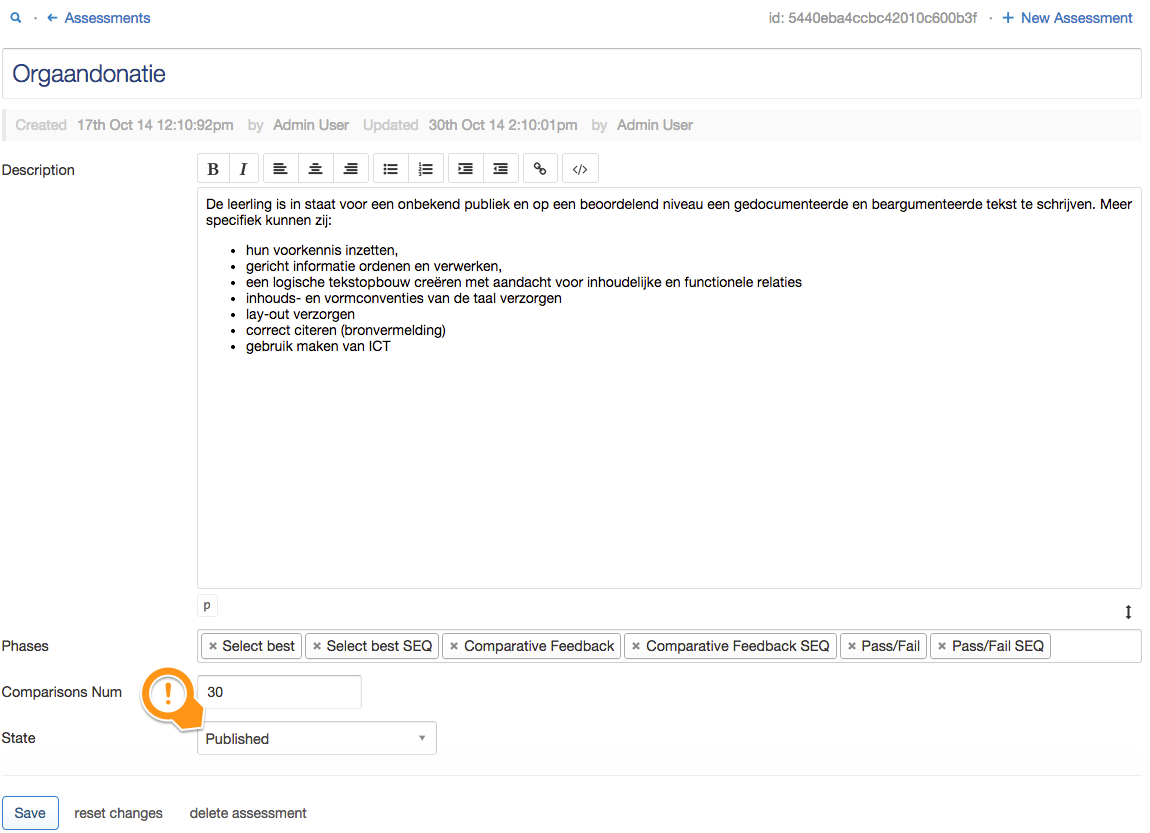 Assessments
id: 5440eba4ccbc42010c600b3f · + New Assessment
Orgaandonatie
Created 17th Oct 14 12:10:92pm by Admin User Updated 30th Oct 14 2:10:01pm by Admin User
Description
B I
De leerling is in staat voor een onbekend publiek en op een beoordelend niveau een gedocumenteerde en beargumenteerde tekst te schrijven. Meer
specifiek kunnen zij:
• hun voorkennis inzetten,
• gericht informatie ordenen en verwerken,
• een logische tekstopbouw creëren met aandacht voor inhoudelijke en functionele relaties
• inhouds- en vormconventies van de taal verzorgen
• lay-out verzorgen
• correct citeren (bronvermelding)
• gebruik maken van ICT
p
Phases × Select best × Select best SEQ × Comparative Feedback × Comparative Feedback SEQ × Pass/Fail × Pass/Fail SEQ
Comparisons Num ! 30
State Published
Save reset changes delete assessment